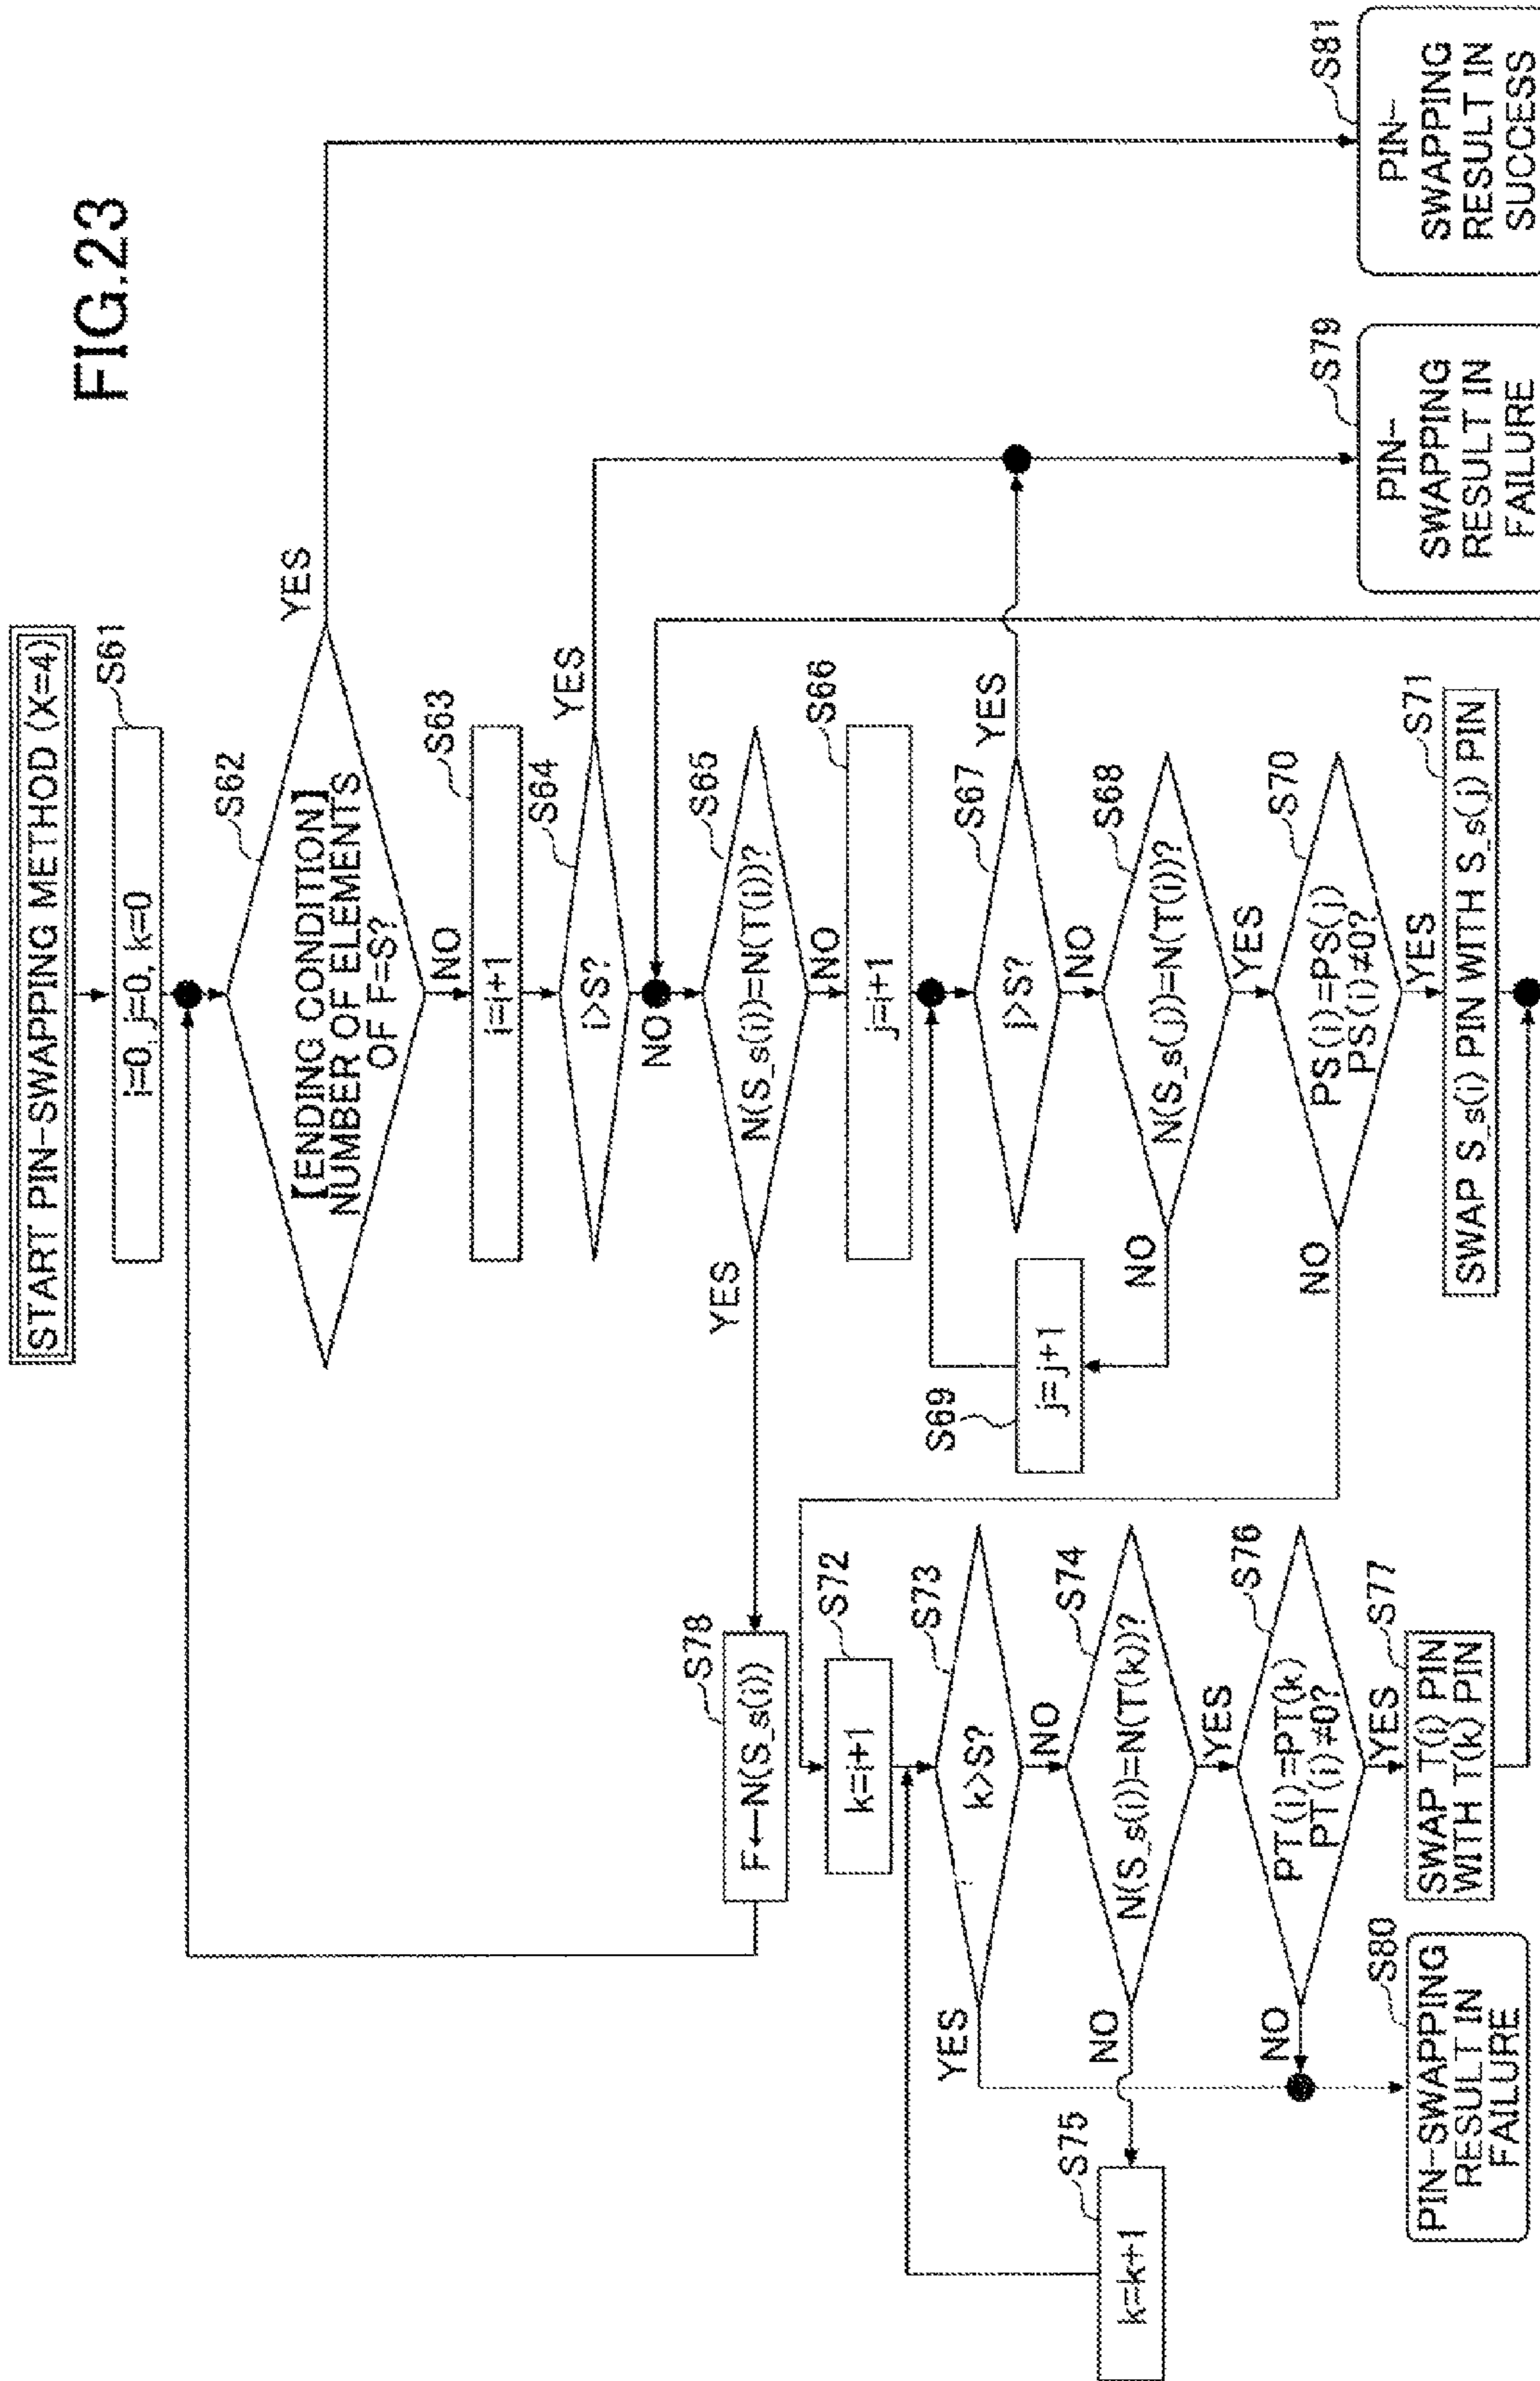 FIG.23
START PIN-SWAPPING METHOD (X=4)
S61
i=0, j=0, k=0
S62
【ENDING CONDITION】
NUMBER OF ELEMENTS
OF F=S?
YES
NO
S63
i=i+1
S64
i>S?
YES
NO
S65
N(S_s(i))=N(T(i))?
YES
NO
S78
F←N(S_s(i))
S66
j=i+1
S67
j>S?
YES
NO
S68
N(S_s(j))=N(T(i))?
NO
YES
S69
j=j+1
S70
PS(i)=PS(j)
PS(i)≠0?
NO
YES
S71
SWAP S_s(i) PIN WITH S_s(j) PIN
S72
k=i+1
S73
k>S?
YES
NO
S74
N(S_s(i))=N(T(k))?
NO
YES
S75
k=k+1
S76
PT(i)=PT(k)
PT(i)≠0?
NO
YES
S77
SWAP T(i) PIN
WITH T(k) PIN
S80
PIN-SWAPPING
RESULT IN
FAILURE
S79
PIN-
SWAPPING
RESULT IN
FAILURE
S81
PIN-
SWAPPING
RESULT IN
SUCCESS